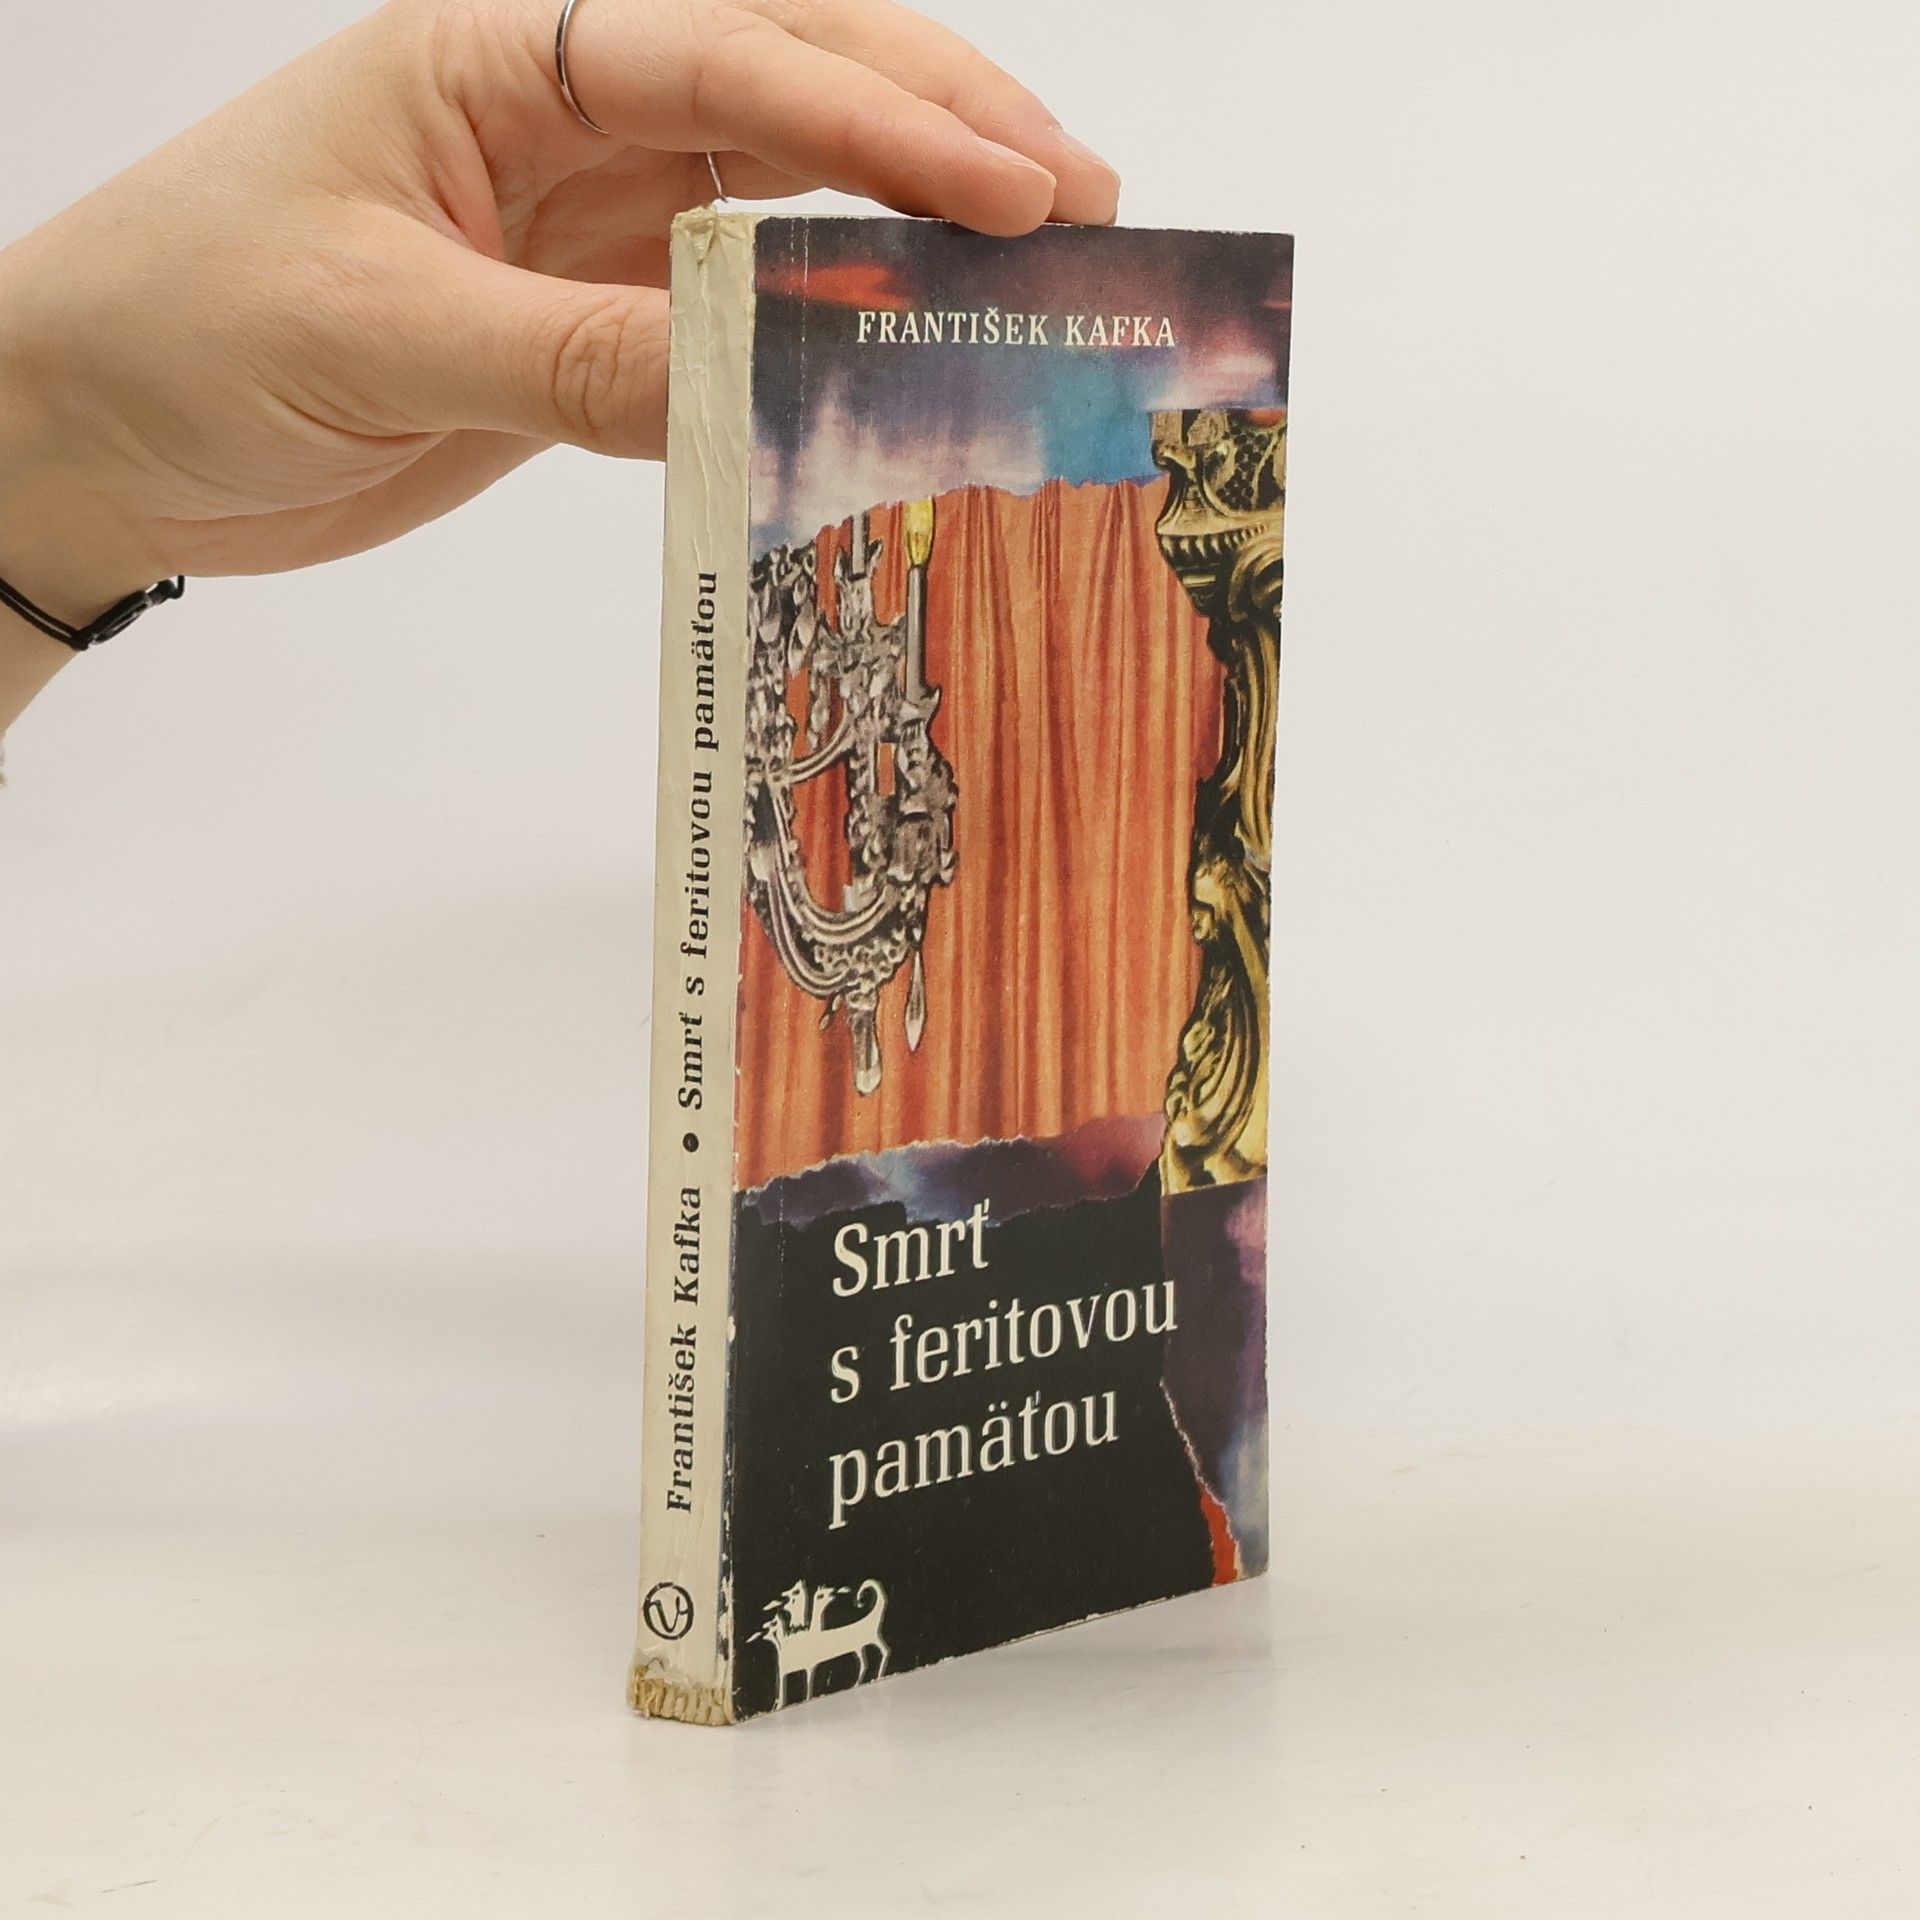 František Kafka • Smrť s feritovou pamäťou
FRANTIŠEK KAFKA
Smrť
s feritovou
pamäťou